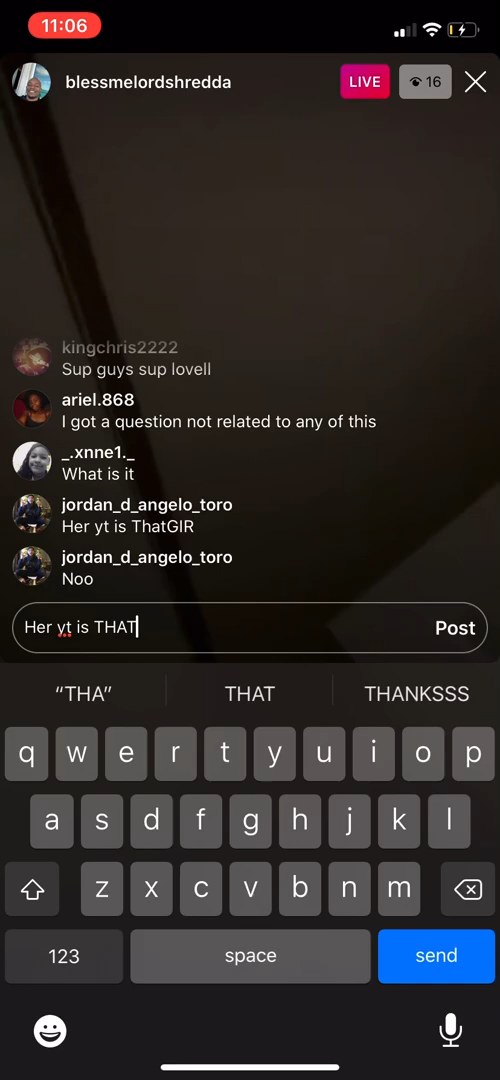 11:06
blessmelordshredda
LIVE
16
kingchris2222
Sup guys sup lovell
ariel.868
I got a question not related to any of this
_.xnne1._
What is it
jordan_d_angelo_toro
Her yt is ThatGIR
jordan_d_angelo_toro
Noo
Her yt is THAT
Post
“THA” THAT THANKSSS
q w e r t y u i o p
a s d f g h j k l
z x c v b n m
123 space send